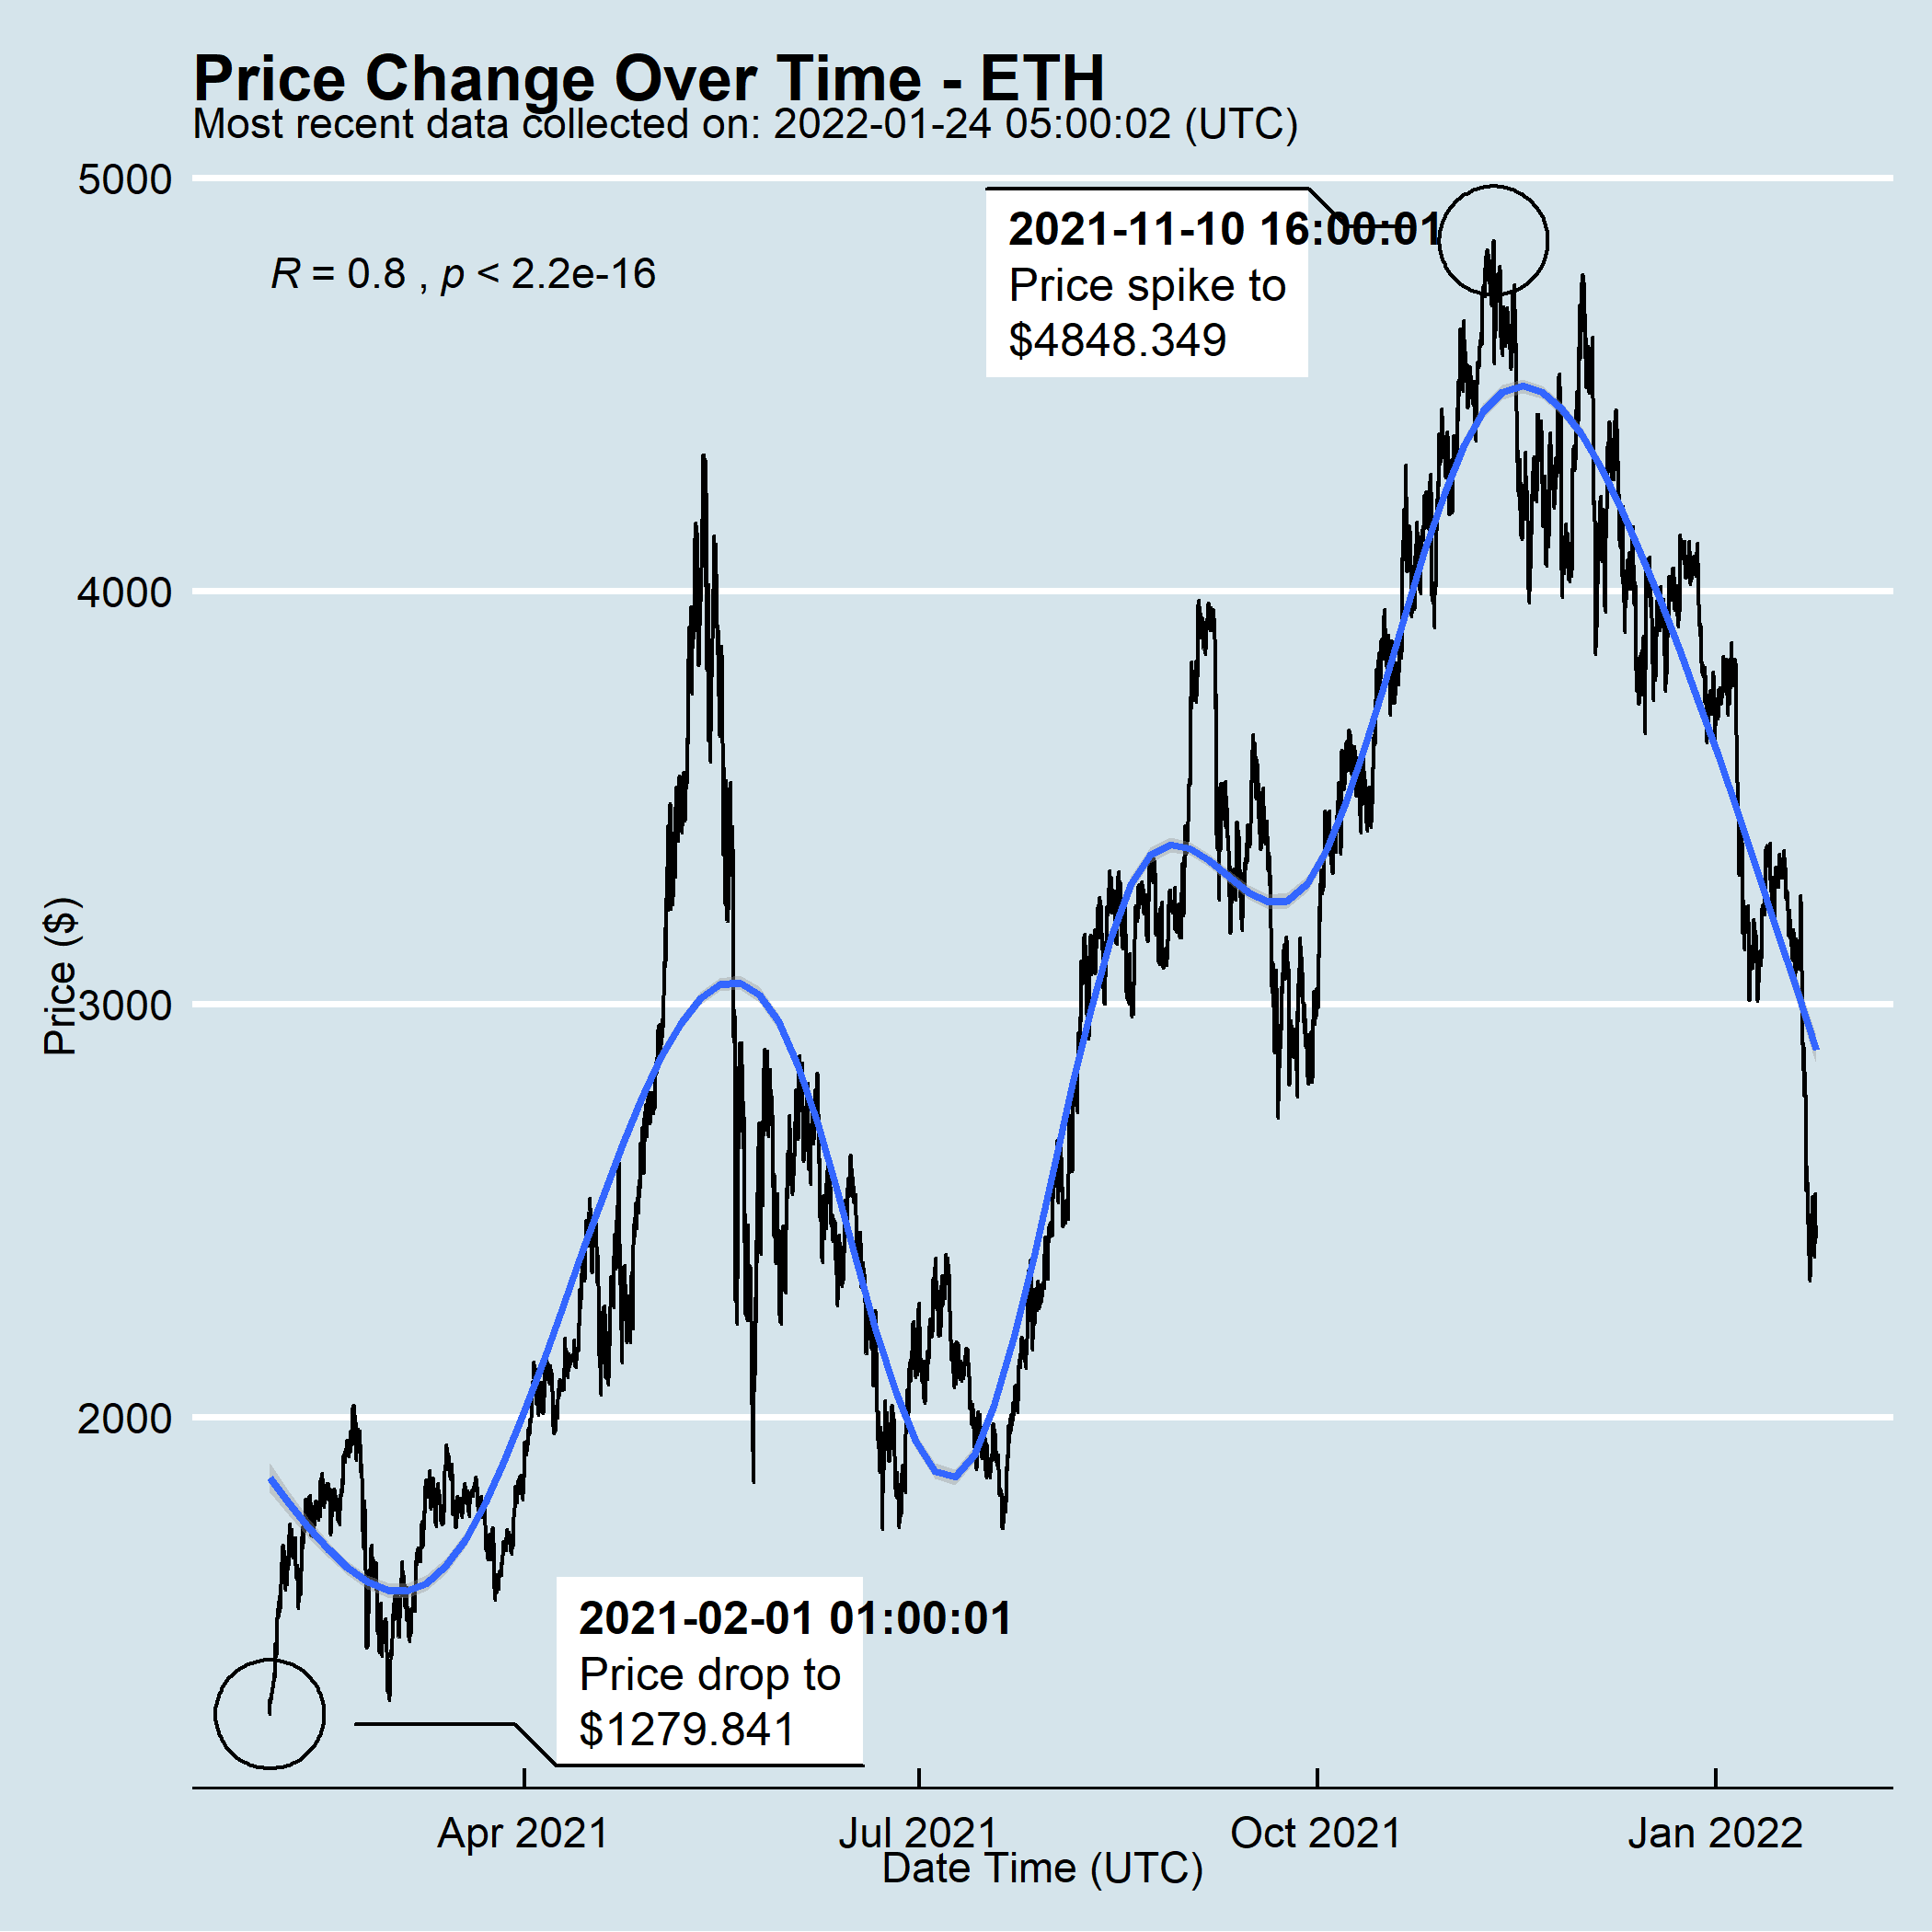 Price Change Over Time - ETH
Most recent data collected on: 2022-01-24 05:00:02 (UTC)
5000
2021-11-10 16:00:01
Price spike to
$4848.349
R = 0.8 , p < 2.2e-16
4000
Price ($)
3000
2000
2021-02-01 01:00:01
Price drop to
$1279.841
Apr 2021
Jul 2021
Oct 2021
Jan 2022
Date Time (UTC)